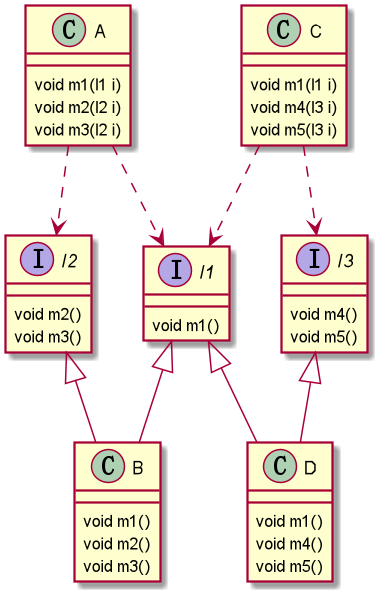 C A
void m1(I1 i)
void m2(I2 i)
void m3(I2 i)
C C
void m1(I1 i)
void m4(I3 i)
void m5(I3 i)
I I2
void m2()
void m3()
I I1
void m1()
I I3
void m4()
void m5()
C B
void m1()
void m2()
void m3()
C D
void m1()
void m4()
void m5()